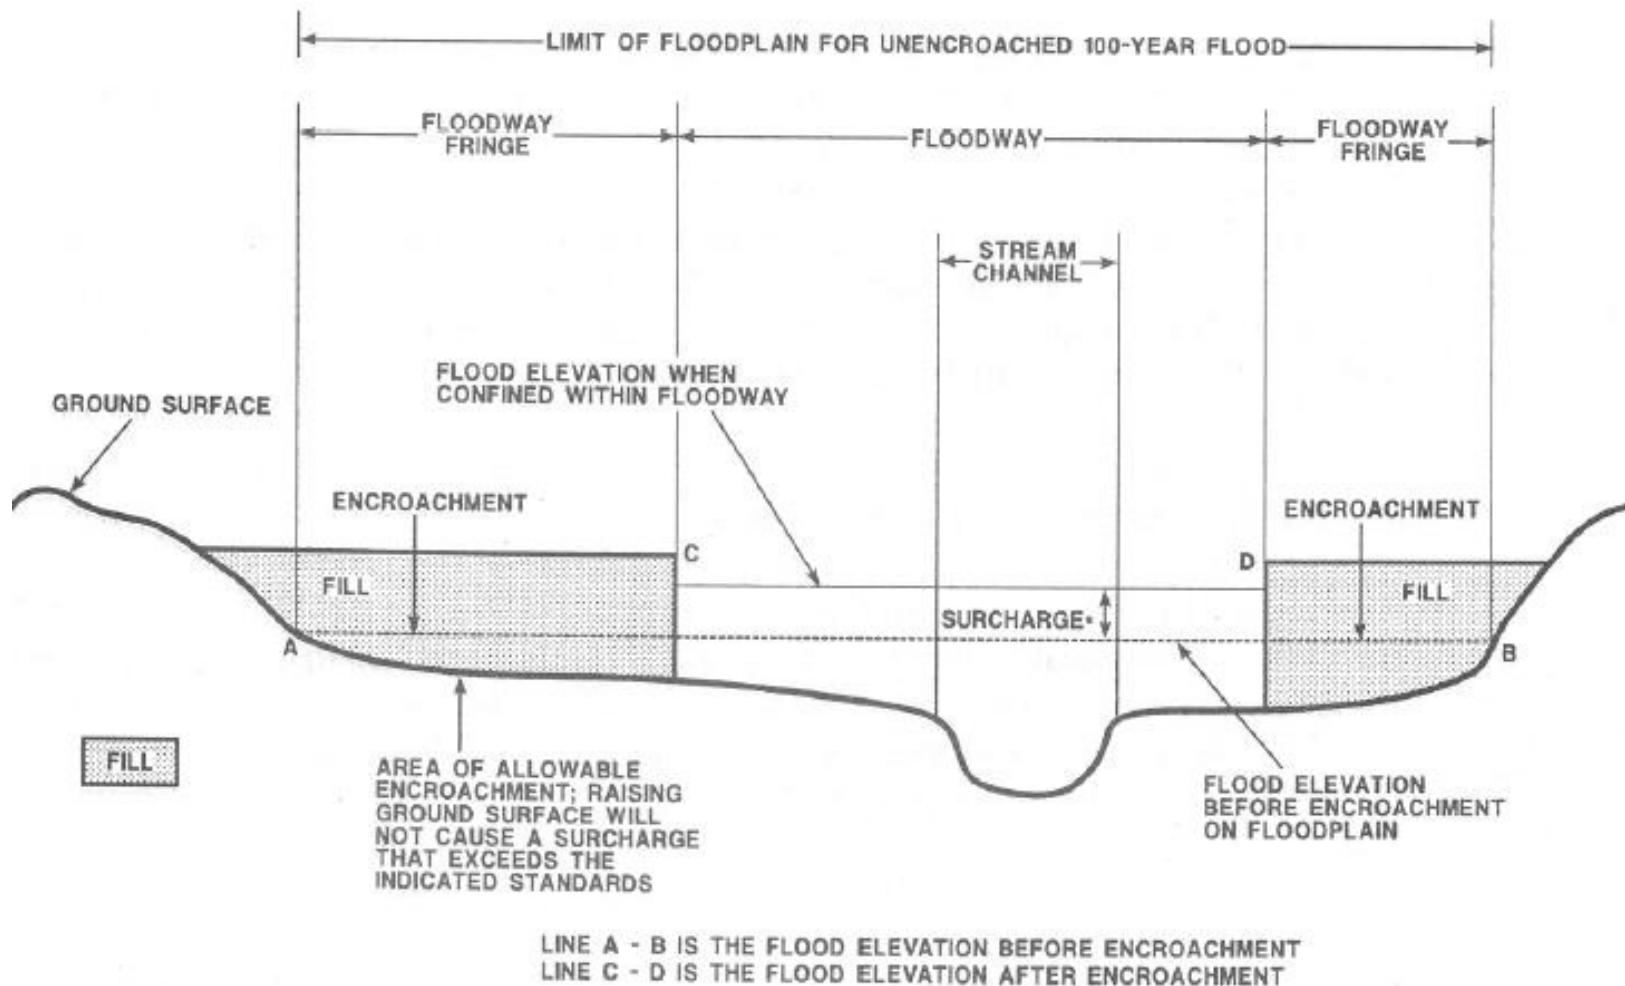 LIMIT OF FLOODPLAIN FOR UNENCROACHED 100-YEAR FLOOD
FLOODWAY
FRINGE
FLOODWAY
FLOODWAY
FRINGE
STREAM
CHANNEL
FLOOD ELEVATION WHEN
CONFINED WITHIN FLOODWAY
GROUND SURFACE
ENCROACHMENT
ENCROACHMENT
C
D
FILL
FILL
SURCHARGE*
A
B
FILL
AREA OF ALLOWABLE
ENCROACHMENT; RAISING
GROUND SURFACE WILL
NOT CAUSE A SURCHARGE
THAT EXCEEDS THE
INDICATED STANDARDS
FLOOD ELEVATION
BEFORE ENCROACHMENT
ON FLOODPLAIN
LINE A - B IS THE FLOOD ELEVATION BEFORE ENCROACHMENT
LINE C - D IS THE FLOOD ELEVATION AFTER ENCROACHMENT